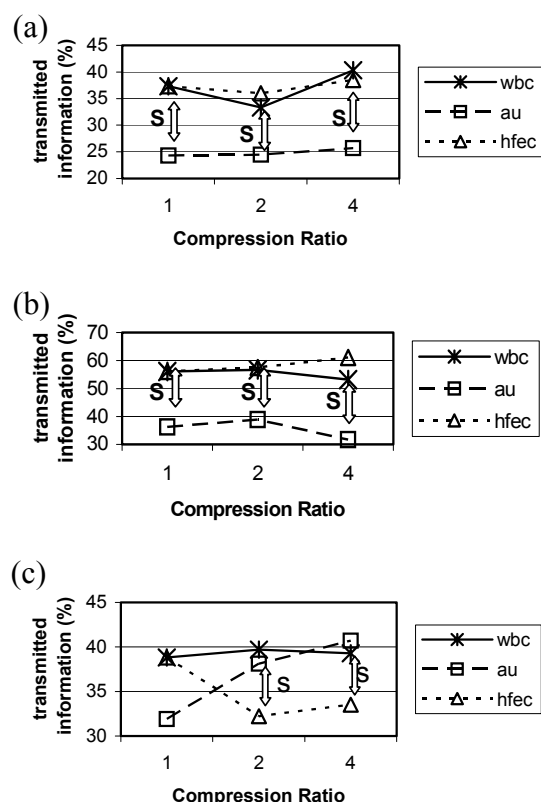 (a)
transmitted
information (%)
45
40
35
30
25
20
S
S
S
1
2
4
Compression Ratio
wbc
au
hfec
(b)
transmitted
information (%)
70
60
50
40
30
S
S
S
1
2
4
Compression Ratio
wbc
au
hfec
(c)
transmitted
information (%)
45
40
35
30
S
S
1
2
4
Compression Ratio
wbc
au
hfec